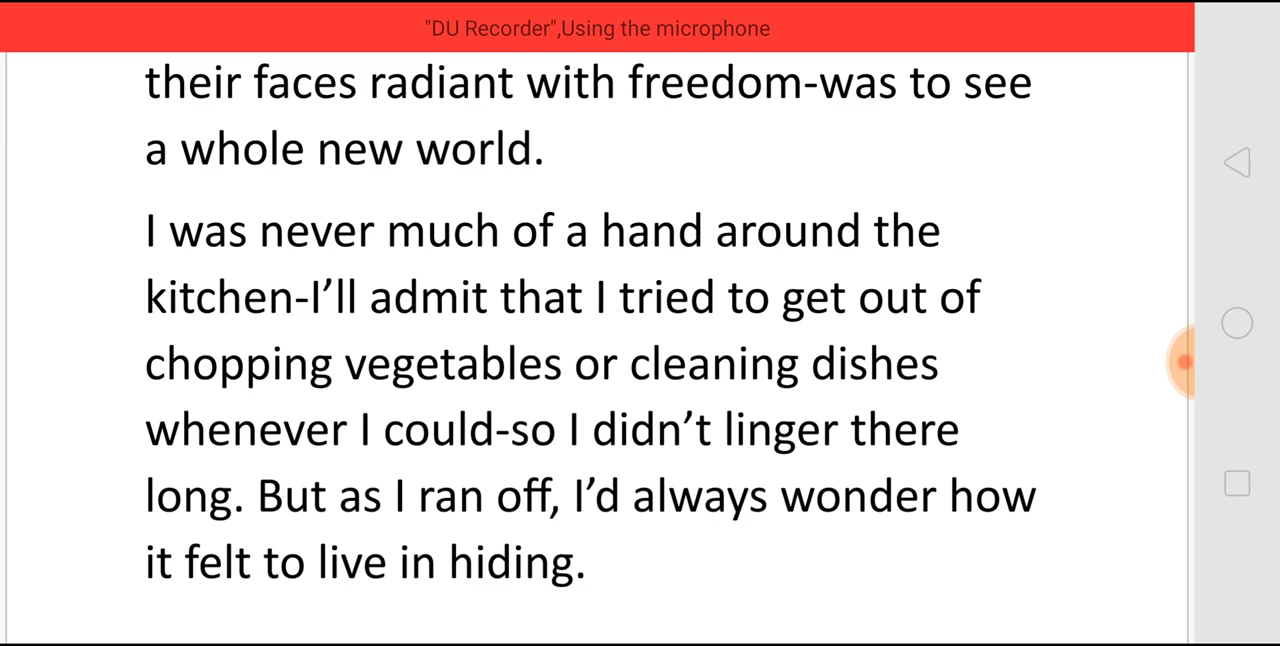 "DU Recorder",Using the microphone
their faces radiant with freedom-was to see
a whole new world.
I was never much of a hand around the
kitchen-I’ll admit that I tried to get out of
chopping vegetables or cleaning dishes
whenever I could-so I didn’t linger there
long. But as I ran off, I’d always wonder how
it felt to live in hiding.